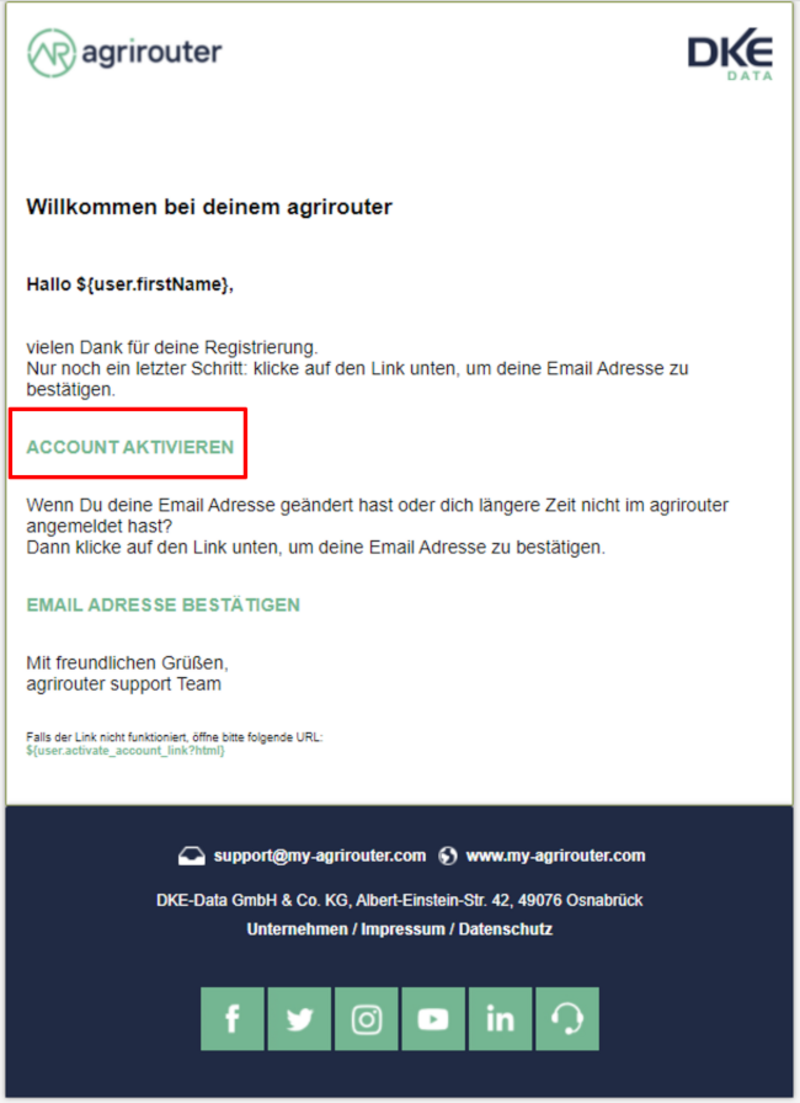 AR agrirouter
DKE
DATA
Willkommen bei deinem agrirouter
Hallo ${user.firstName},
vielen Dank für deine Registrierung.
Nur noch ein letzter Schritt: klicke auf den Link unten, um deine Email Adresse zu
bestätigen.
ACCOUNT AKTIVIEREN
Wenn Du deine Email Adresse geändert hast oder dich längere Zeit nicht im agrirouter
angemeldet hast?
Dann klicke auf den Link unten, um deine Email Adresse zu bestätigen.
EMAIL ADRESSE BESTÄTIGEN
Mit freundlichen Grüßen,
agrirouter support Team
Falls der Link nicht funktioniert, öffne bitte folgende URL:
${user.activate_account_link?html}
support@my-agrirouter.com www.my-agrirouter.com
DKE-Data GmbH & Co. KG, Albert-Einstein-Str. 42, 49076 Osnabrück
Unternehmen / Impressum / Datenschutz